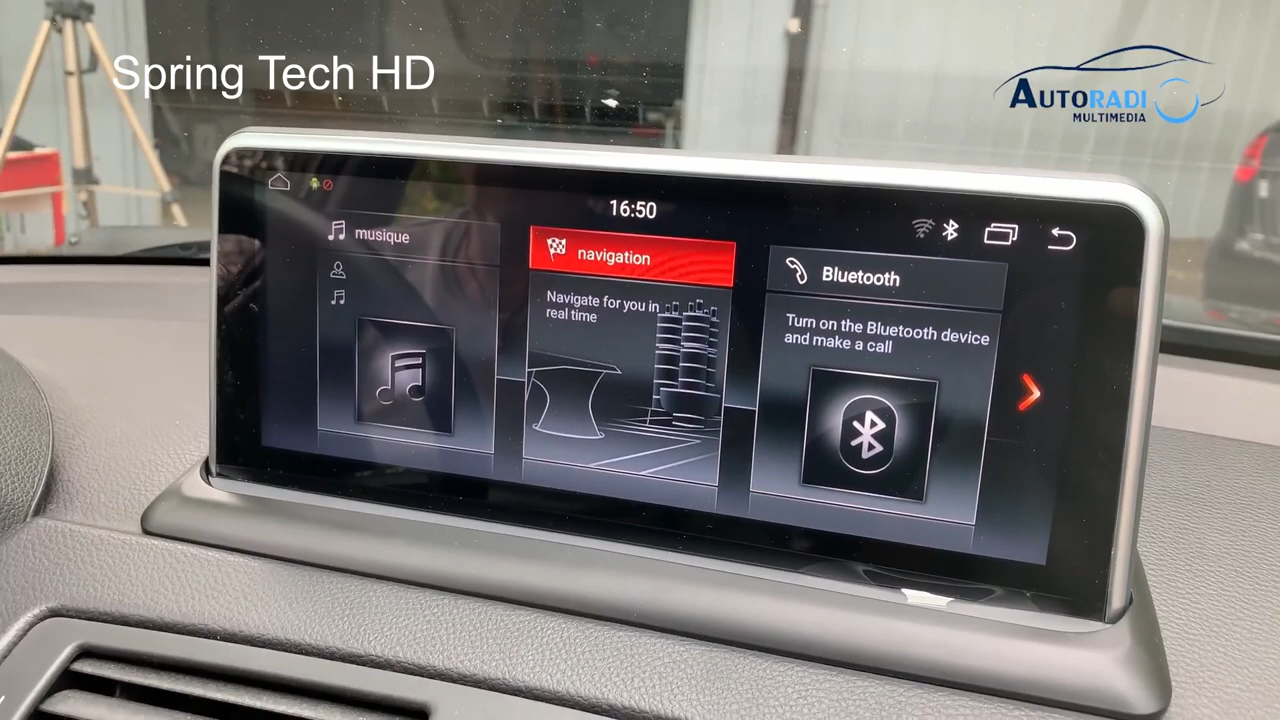 Spring Tech HD
AUTORADI
MULTIMEDIA
16:50
musique
navigation
Navigate for you in
real time
Bluetooth
Turn on the Bluetooth device
and make a call